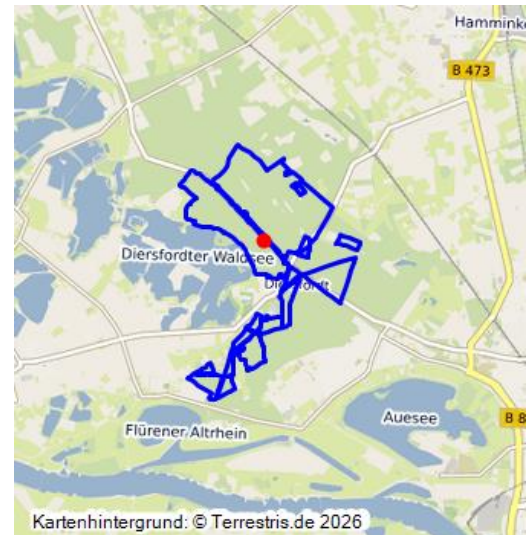 Hamminke
B 473
Diersfordter Waldsee
Flürener Altrhein
Auesee
B 8
Kartenhintergrund: © Terrestris.de 2026